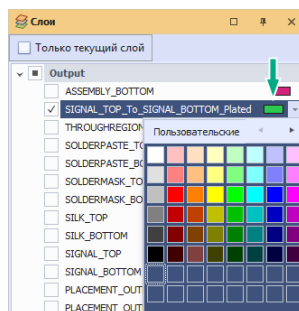 Слои
Только текущий слой
Output
ASSEMBLY_BOTTOM
SIGNAL_TOP_To_SIGNAL_BOTTOM_Plated
THROUGHREGION
Пользовательские
SOLDERPASTE_TO
SOLDERPASTE_BO
SOLDERMASK_TO
SOLDERMASK_BO
SILK_TOP
SILK_BOTTOM
SIGNAL_TOP
SIGNAL_BOTTOM
PLACEMENT_OUT
PLACEMENT_OUT